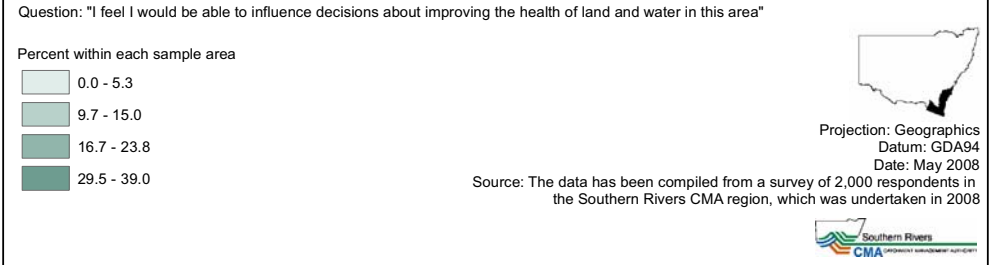 Question: "I feel I would be able to influence decisions about improving the health of land and water in this area"
Percent within each sample area
0.0 - 5.3
9.7 - 15.0
16.7 - 23.8
29.5 - 39.0
Projection: Geographics
Datum: GDA94
Date: May 2008
Source: The data has been compiled from a survey of 2,000 respondents in
the Southern Rivers CMA region, which was undertaken in 2008
Southern Rivers
CMA CATCHMENT MANAGEMENT AUTHORITY